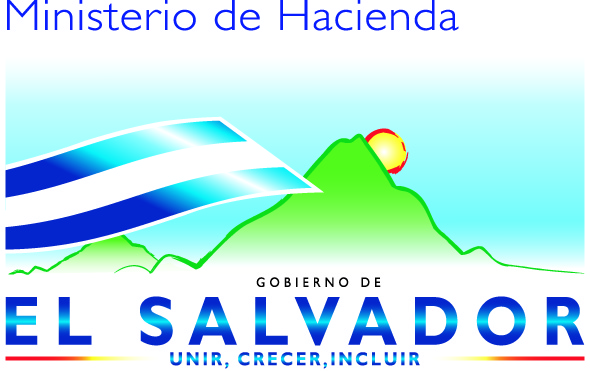 Ministerio de Hacienda
GOBIERNO DE
EL SALVADOR
UNIR, CRECER,INCLUIR